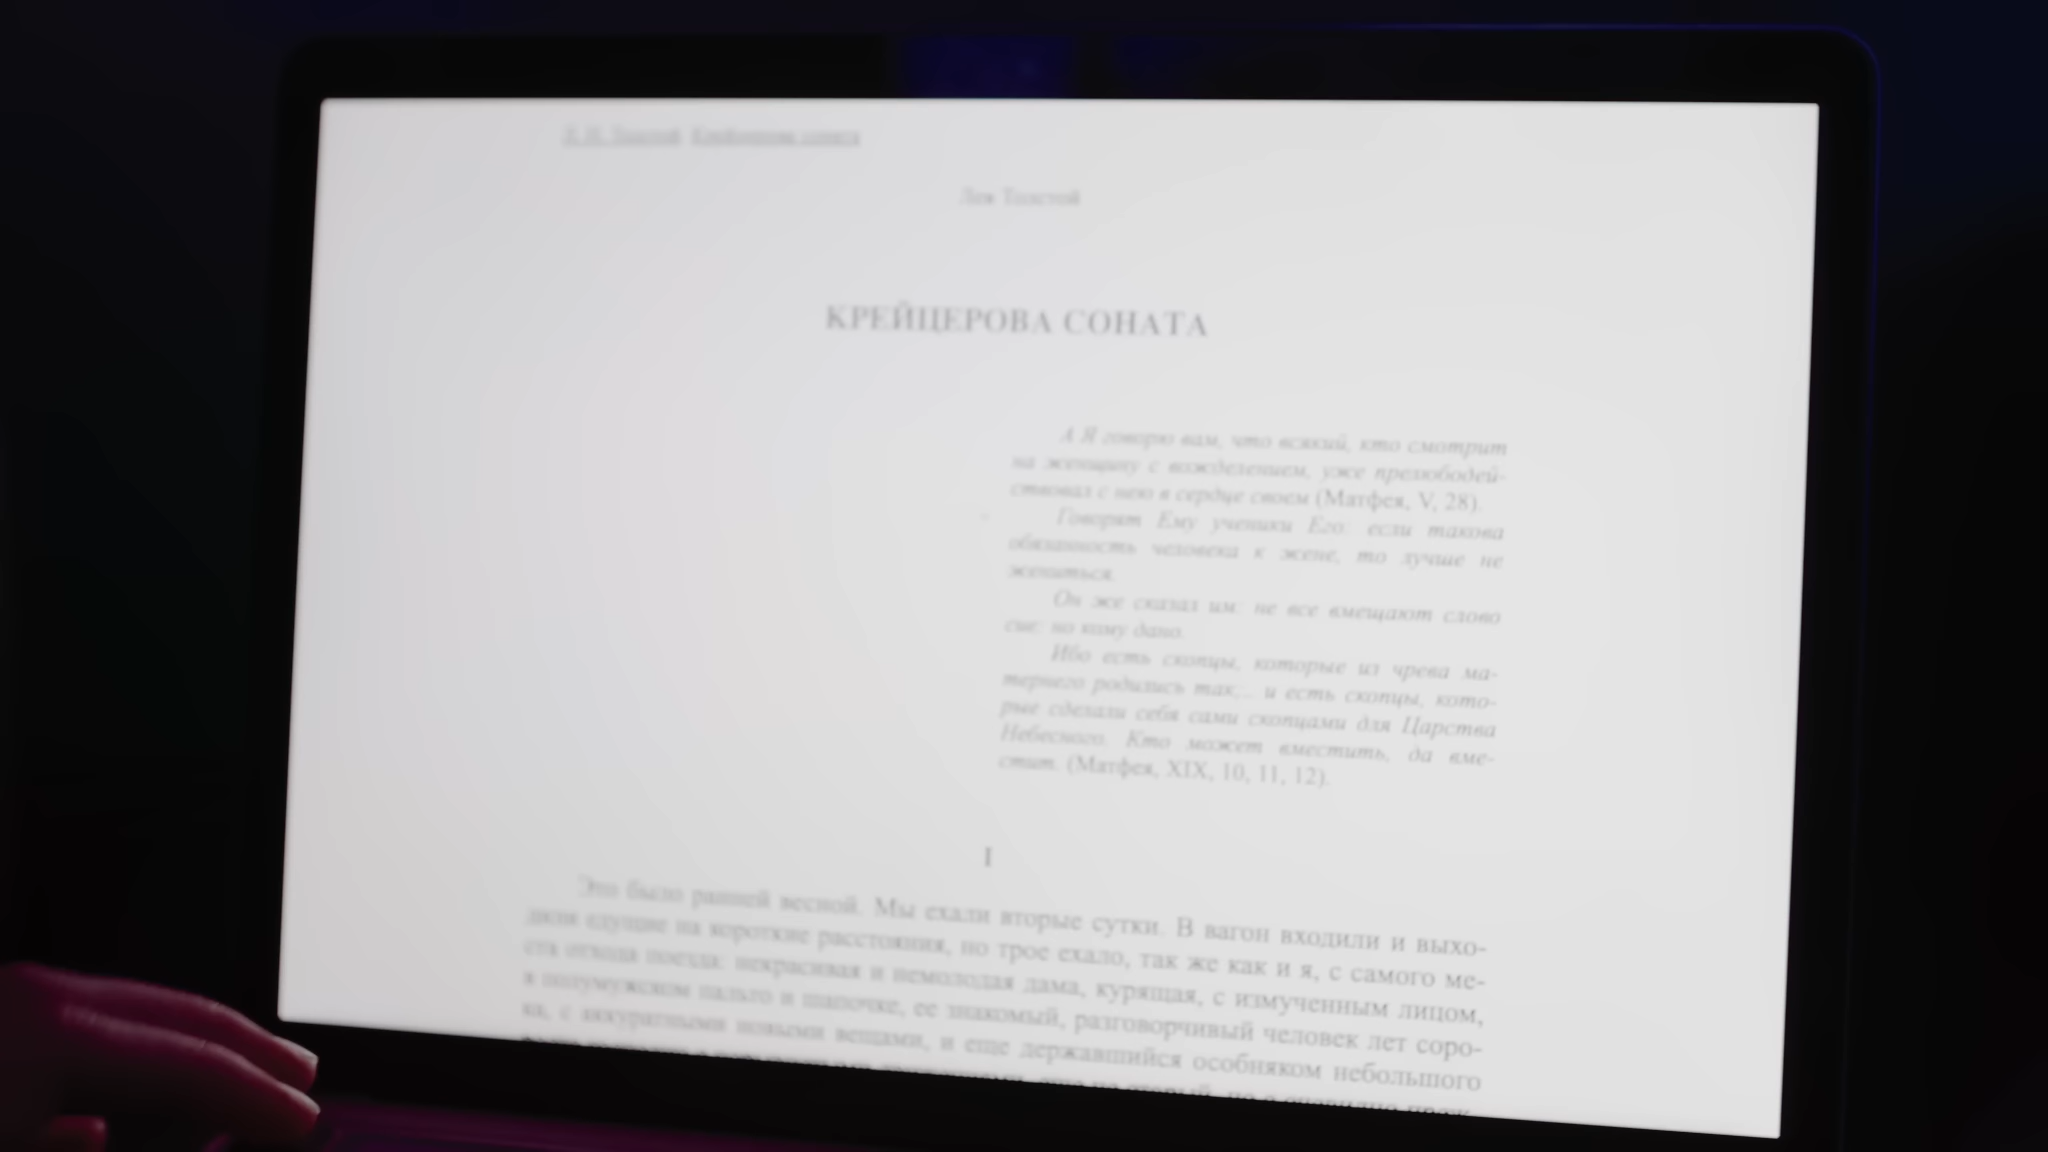 Л. Н. Толстой. Крейцерова соната
Лев Толстой
КРЕЙЦЕРОВА СОНАТА
А Я говорю вам, что всякий, кто смотрит
на женщину с вожделением, уже прелюбодей-
ствовал с нею в сердце своем (Матфея, V, 28).
Говорят Ему ученики Его: если такова
обязанность человека к жене, то лучше не
жениться.
Он же сказал им: не все вмещают слово
сие: но кому дано.
Ибо есть скопцы, которые из чрева ма-
тернего родились так;.. и есть скопцы, кото-
рые сделали себя сами скопцами для Царства
Небесного. Кто может вместить, да вме-
стит. (Матфея, XIX, 10, 11, 12).
I
Это было ранней весной. Мы ехали вторые сутки. В вагон входили и выхо-
дили едущие на короткие расстояния, но трое ехало, так же как и я, с самого ме-
ста отхода поезда: некрасивая и немолодая дама, курящая, с измученным лицом,
в полумужском пальто и шапочке, ее знакомый, разговорчивый человек лет соро-
ка, с аккуратными новыми вещами, и еще державшийся особняком небольшого